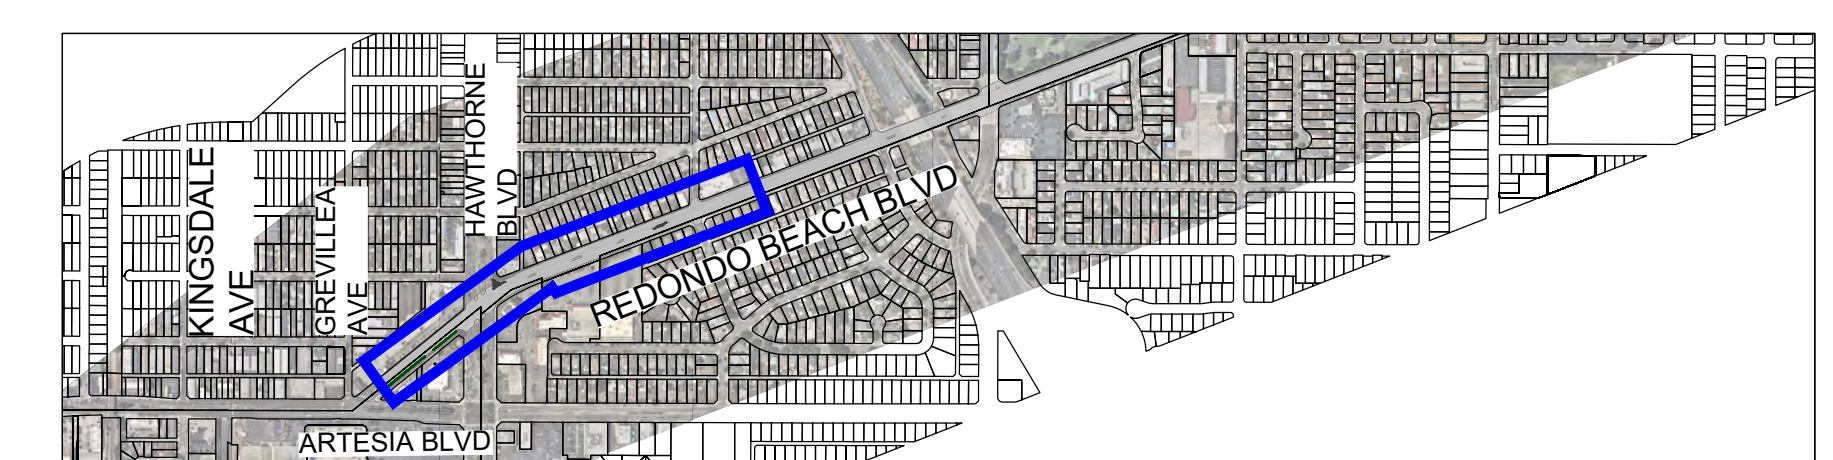 KINGSDALE
AVE
GREVILLEA
AVE
HAWTHORNE
BLVD
REDONDO BEACH BLVD
ARTESIA BLVD